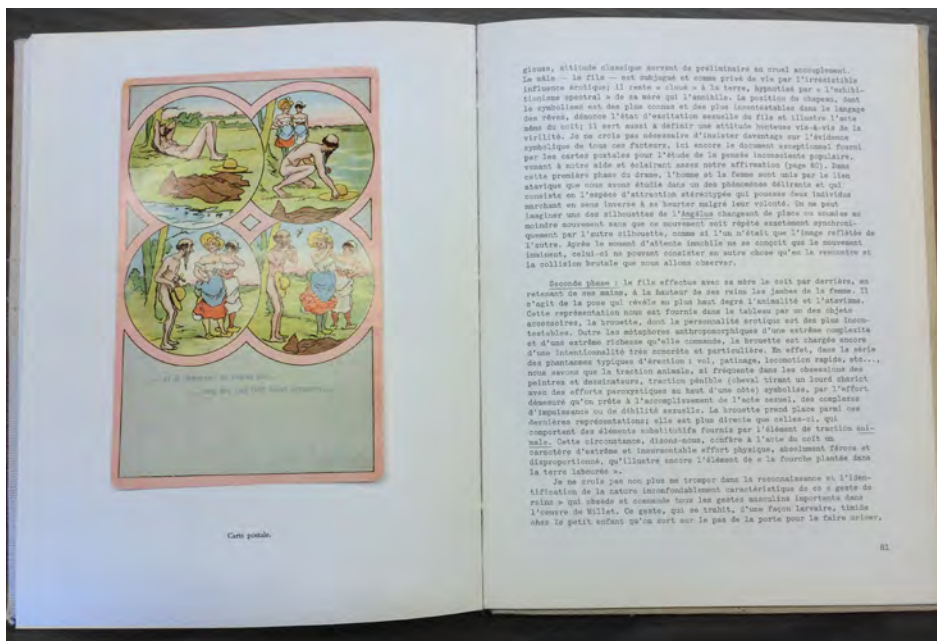 Carte postale.
gieuse, attitude classique servant de préliminaire au cruel accouplement.
Le mâle — le fils — est subjugué et comme privé de vie par l'irrésistible
influence érotique; il reste « cloué » à la terre, hypnotisé par « l'exhibi-
tionisme spectral » de sa mère qui l'annihile. La position du chapeau, dont
le symbolisme est des plus connus et des plus incontestables dans le langage
des rêves, dénonce l'état d'excitation sexuelle du fils et illustre l'acte
même du coït; il sert aussi à définir une attitude honteuse vis-à-vis de la
virilité. Je ne crois pas nécessaire d'insister davantage sur l'évidence
symbolique de tous ces facteurs, ici encore le document exceptionnel fourni
par les cartes postales pour l'étude de la pensée inconsciente populaire,
venant à notre aide et éclairant assez notre affirmation (page 80). Dans
cette première phase du drame, l'homme et la femme sont unis par le lien
atavique que nous avons étudié dans un des phénomènes délirants et qui
consiste en l'espèce d'attraction stéréotypée qui pousse deux individus
marchant en sens inverse à se heurter malgré leur volonté. On ne peut
imaginer une des silhouettes de l'Angélus changeant de place ou soumise au
moindre mouvement sans que ce mouvement soit répété exactement synchroni-
quement par l'autre silhouette, comme si l'un n'était que l'image reflétée de
l'autre. Après le moment d'attente immobile ne se conçoit que le mouvement
imminent, celui-ci ne pouvant consister en autre chose qu'en la rencontre et
la collision brutale que nous allons observer.
Seconde phase : le fils effectue avec sa mère le coït par derrière, en
retenant de ses mains, à la hauteur de ses reins les jambes de la femme. Il
s'agit de la pose qui révèle au plus haut degré l'animalité et l'atavisme.
Cette représentation nous est fournie dans le tableau par un des objets
accessoires, la brouette, dont la personnalité érotique est des plus incon-
testables. Outre les métaphores anthropomorphiques d'une extrême complexité
et d'une extrême richesse qu'elle commande, la brouette est chargée encore
d'une intentionnalité très concrète et particulière. En effet, dans la série
des phantasmes typiques d'érection : vol, patinage, locomotion rapide, etc...,
nous savons que la traction animale, si fréquente dans les obsessions des
peintres et dessinateurs, traction pénible (cheval tirant un lourd chariot
avec des efforts paroxystiques au haut d'une côte) symbolise, par l'effort
démesuré qu'on prête à l'accomplissement de l'acte sexuel, des complexes
d'impuissance ou de débilité sexuelle. La brouette prend place parmi ces
dernières représentations; elle est plus directe que celles-ci, qui
comportent des éléments substitutifs fournis par l'élément de traction ani-
male. Cette circonstance, disons-nous, confère à l'acte du coït un
caractère d'extrême et insurmontable effort physique, absolument féroce et
disproportionné, qu'illustre encore l'élément de « la fourche plantée dans
la terre labourée ».
Je ne crois pas non plus me tromper dans la reconnaissance et l'iden-
tification de la nature inconfondablement caractéristique de ce « geste de
reins » qui obsède et commande tous les gestes masculins importants dans
l'oeuvre de Millet. Ce geste, qui se trahit, d'une façon larvaire, timide
chez le petit enfant qu'on sort sur le pas de la porte pour le faire uriner,
81